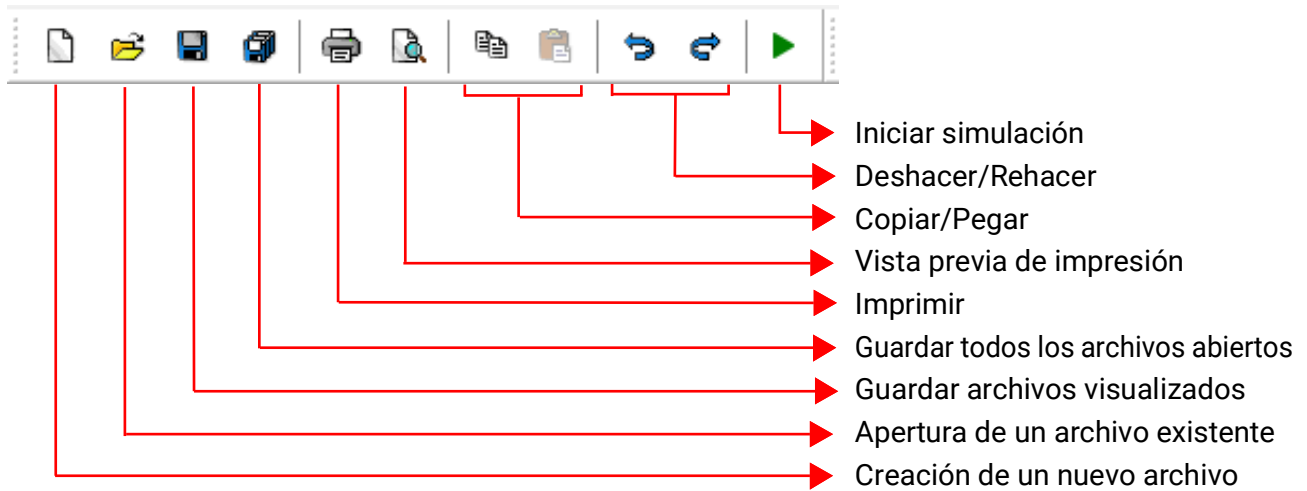 Iniciar simulación
Deshacer/Rehacer
Copiar/Pegar
Vista previa de impresión
Imprimir
Guardar todos los archivos abiertos
Guardar archivos visualizados
Apertura de un archivo existente
Creación de un nuevo archivo